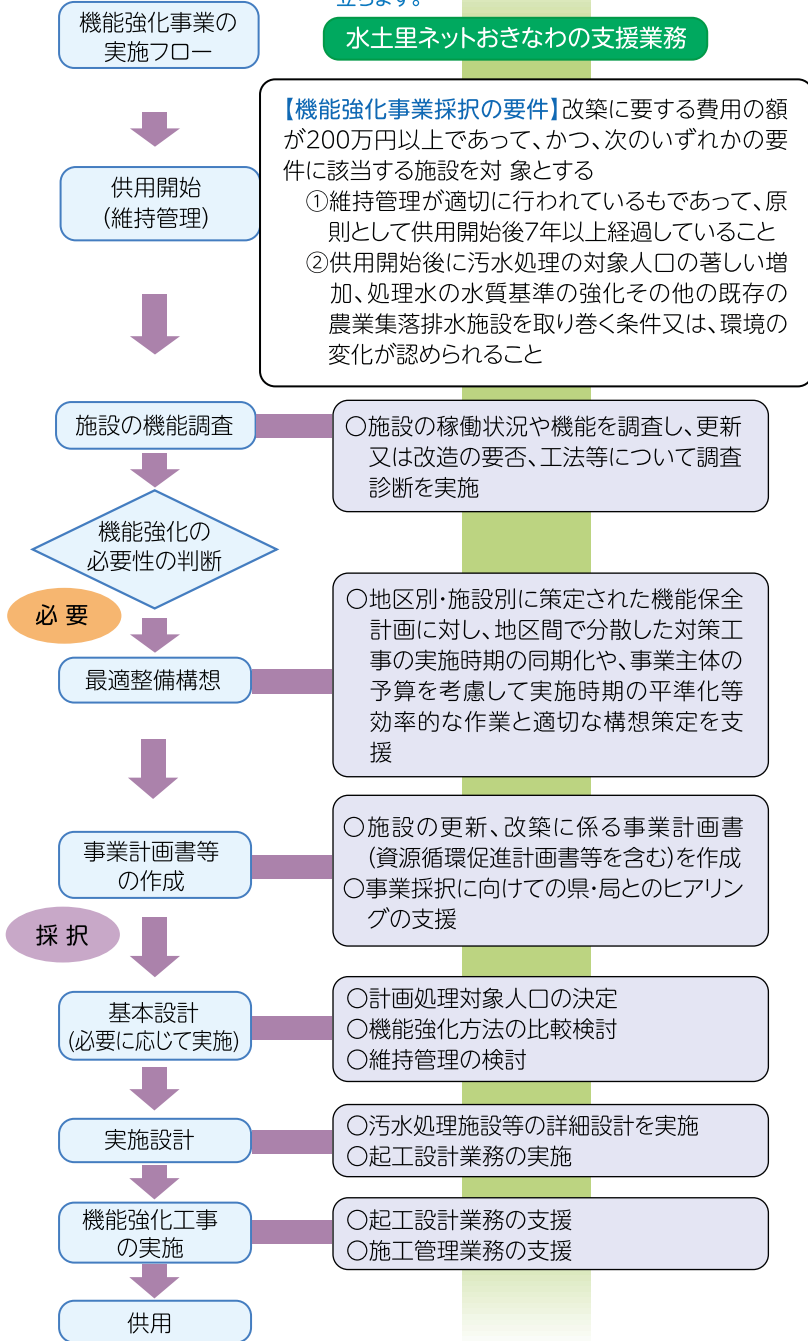 立ちます。
機能強化事業の
実施フロー
水土里ネットおきなわの支援業務
【機能強化事業採択の要件】改築に要する費用の額
が200万円以上であって、かつ、次のいずれかの要
件に該当する施設を対 象とする
①維持管理が適切に行われているもであって、原
則として供用開始後7年以上経過していること
②供用開始後に汚水処理の対象人口の著しい増
加、処理水の水質基準の強化その他の既存の
農業集落排水施設を取り巻く条件又は、環境の
変化が認められること
供用開始
(維持管理)
施設の機能調査
○施設の稼働状況や機能を調査し、更新
又は改造の要否、工法等について調査
診断を実施
機能強化の
必要性の判断
必 要
最適整備構想
○地区別・施設別に策定された機能保全
計画に対し、地区間で分散した対策工
事の実施時期の同期化や、事業主体の
予算を考慮して実施時期の平準化等
効率的な作業と適切な構想策定を支
援
事業計画書等
の作成
○施設の更新、改築に係る事業計画書
(資源循環促進計画書等を含む)を作成
○事業採択に向けての県・局とのヒアリン
グの支援
採 択
基本設計
(必要に応じて実施)
○計画処理対象人口の決定
○機能強化方法の比較検討
○維持管理の検討
実施設計
○汚水処理施設等の詳細設計を実施
○起工設計業務の実施
機能強化工事
の実施
○起工設計業務の支援
○施工管理業務の支援
供用